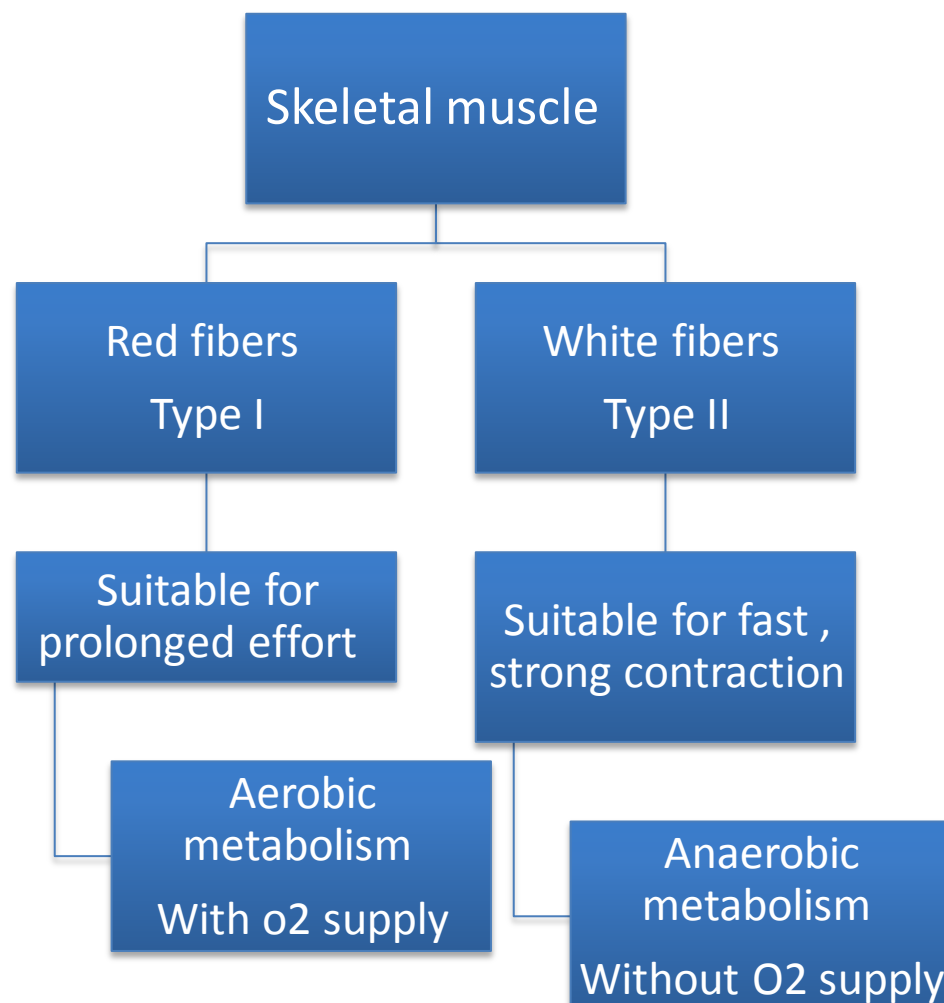 Skeletal muscle
Red fibers
Type I
White fibers
Type II
Suitable for
prolonged effort
Suitable for fast ,
strong contraction
Aerobic
metabolism
With o2 supply
Anaerobic
metabolism
Without O2 supply